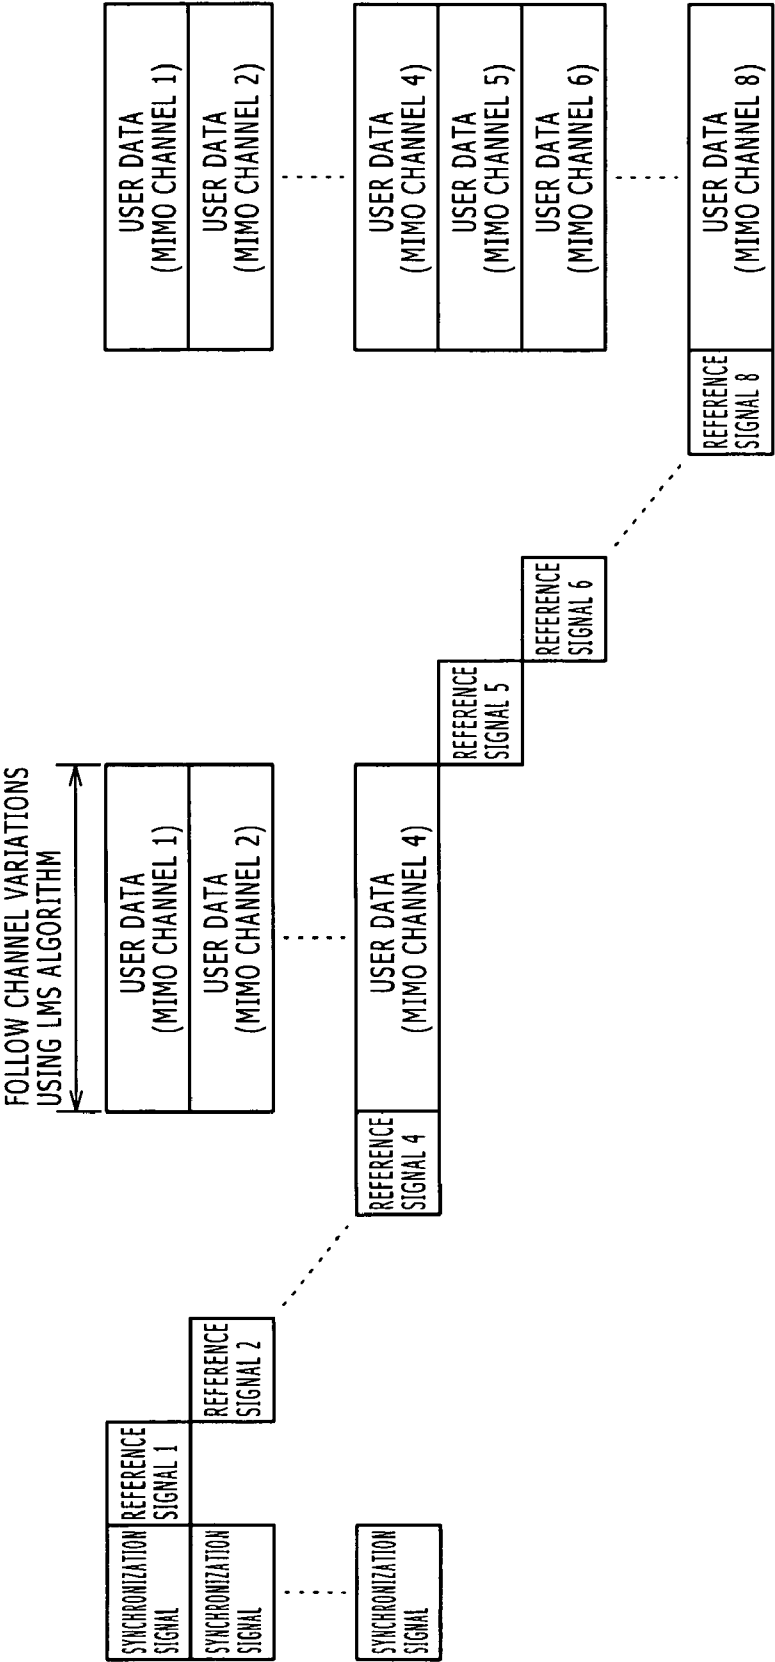 FOLLOW CHANNEL VARIATIONS
USING LMS ALGORITHM
SYNCHRONIZATION
SIGNAL
REFERENCE
SIGNAL 1
USER DATA
(MIMO CHANNEL 1)
USER DATA
(MIMO CHANNEL 1)
SYNCHRONIZATION
SIGNAL
REFERENCE
SIGNAL 2
USER DATA
(MIMO CHANNEL 2)
USER DATA
(MIMO CHANNEL 2)
SYNCHRONIZATION
SIGNAL
REFERENCE
SIGNAL 4
USER DATA
(MIMO CHANNEL 4)
USER DATA
(MIMO CHANNEL 4)
REFERENCE
SIGNAL 5
USER DATA
(MIMO CHANNEL 5)
REFERENCE
SIGNAL 6
USER DATA
(MIMO CHANNEL 6)
REFERENCE
SIGNAL 8
USER DATA
(MIMO CHANNEL 8)